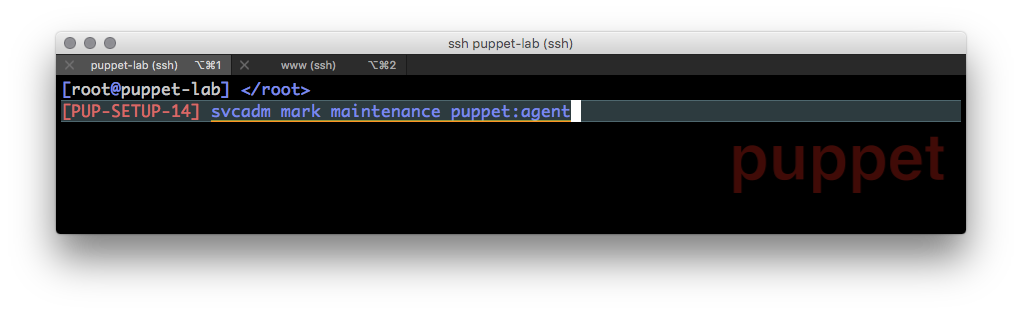 ssh puppet-lab (ssh)
puppet-lab (ssh) ⌥⌘1 www (ssh) ⌥⌘2
[root@puppet-lab] </root>
[PUP-SETUP-14] svcadm mark maintenance puppet:agent
puppet